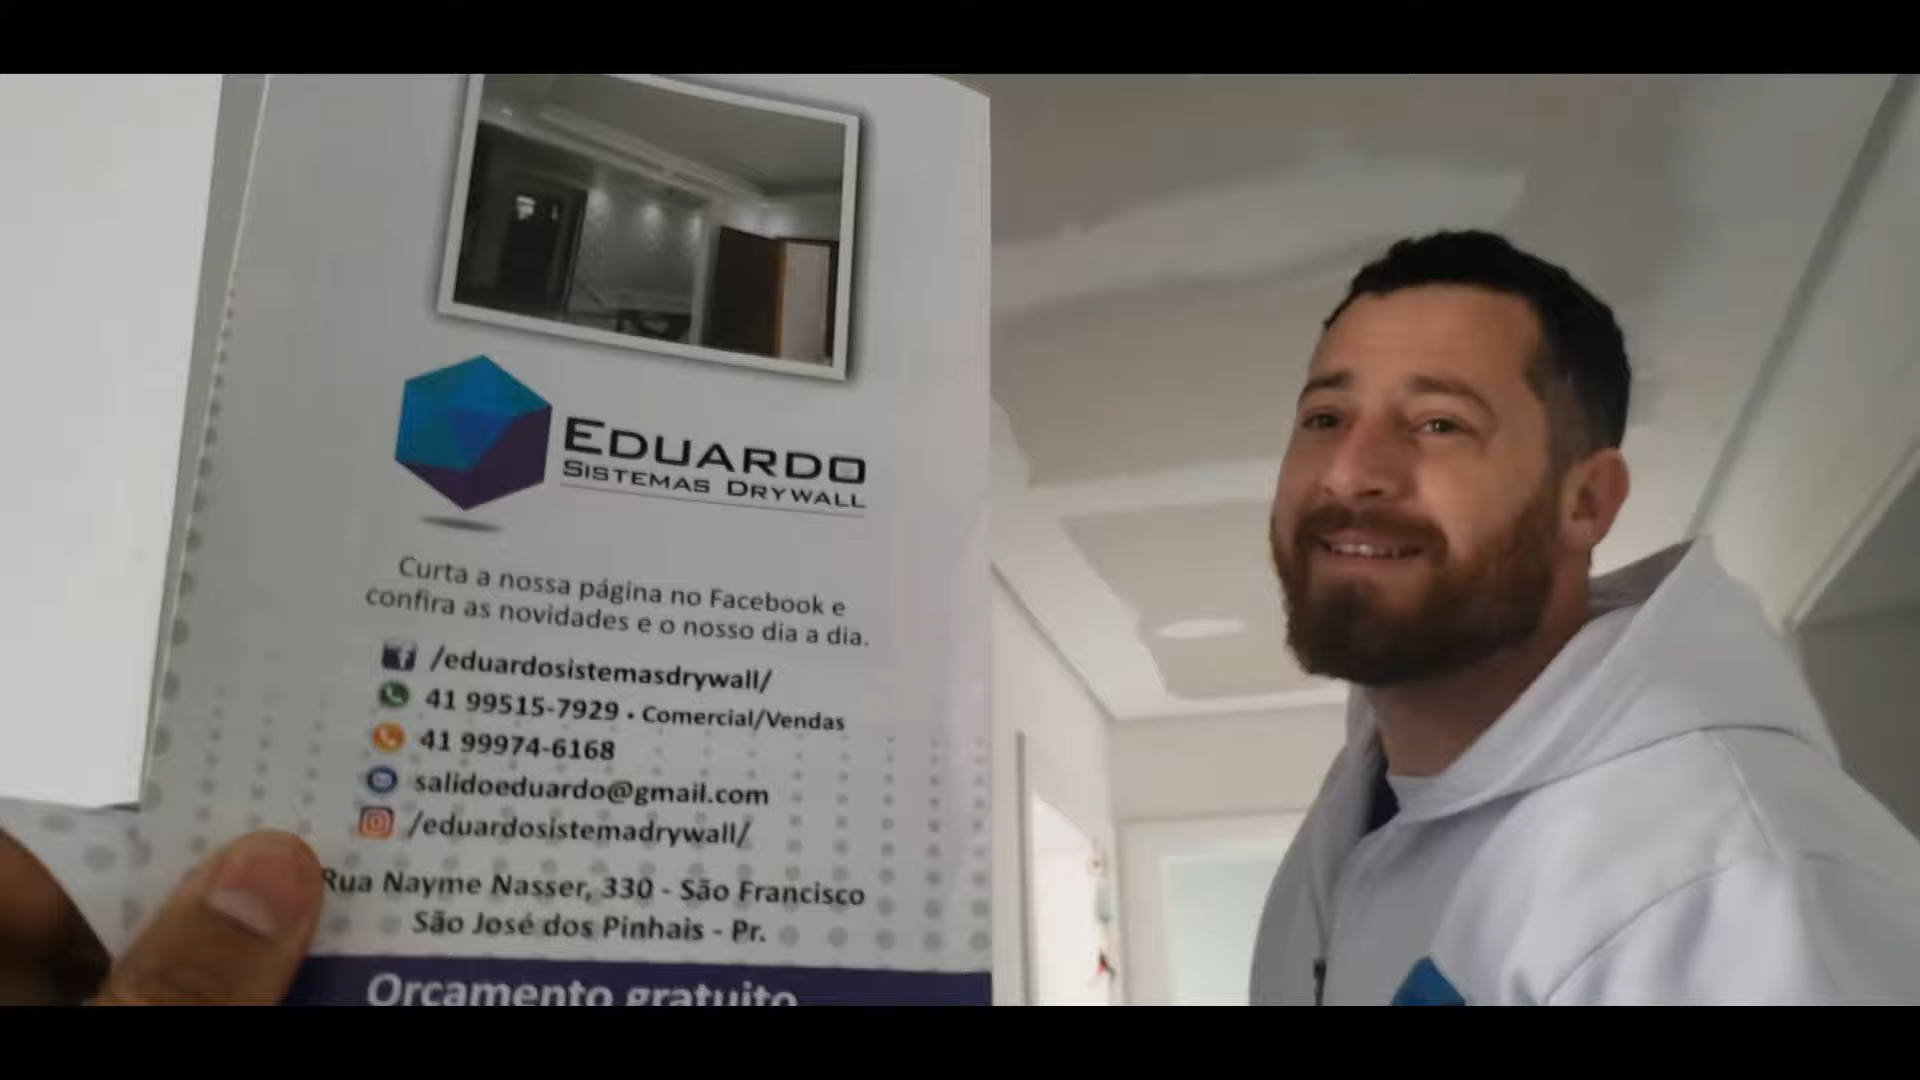 EDUARDO
SISTEMAS DRYWALL
Curta a nossa página no Facebook e
confira as novidades e o nosso dia a dia.
/eduardosistemasdrywall/
41 99515-7929 • Comercial/Vendas
41 99974-6168
salidoeduardo@gmail.com
/eduardosistemadrywall/
Rua Nayme Nasser, 330 - São Francisco
São José dos Pinhais - Pr.
Orçamento gratuito